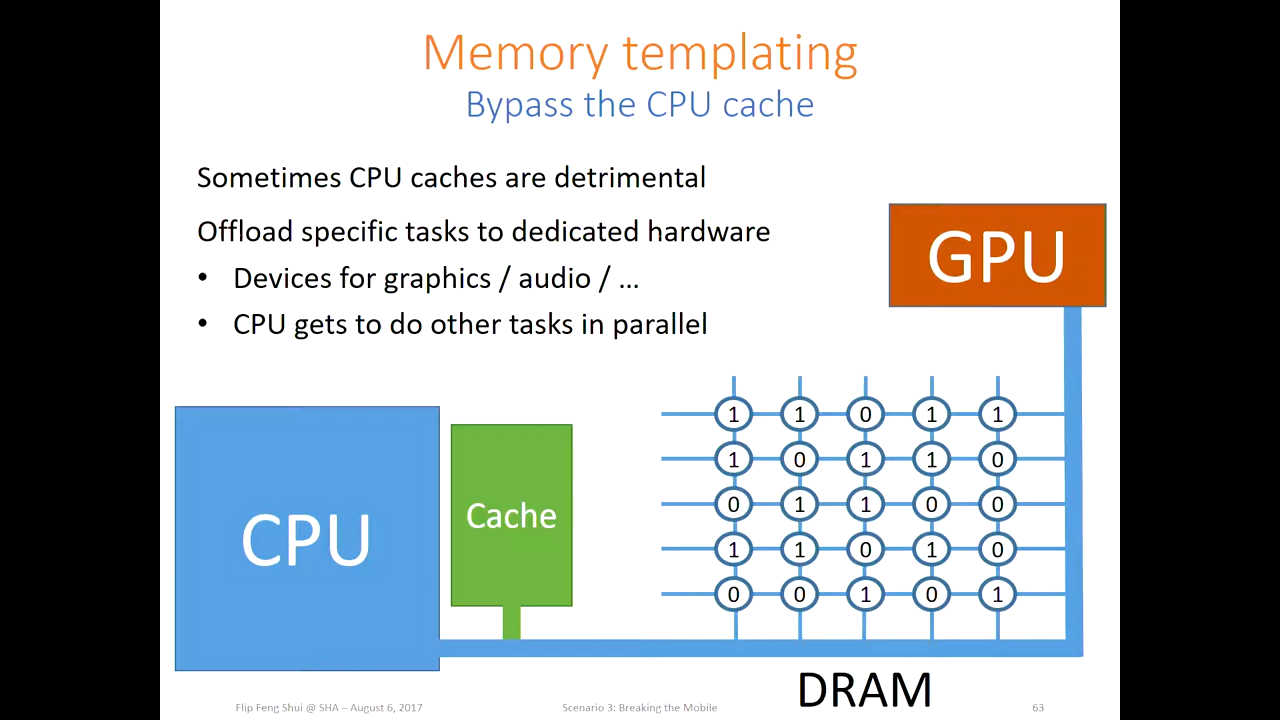 Memory templating
Bypass the CPU cache
Sometimes CPU caches are detrimental
Offload specific tasks to dedicated hardware
• Devices for graphics / audio / …
• CPU gets to do other tasks in parallel
GPU
CPU
Cache
1 1 0 1 1
1 0 1 1 0
0 1 1 0 0
1 1 0 1 0
0 0 1 0 1
DRAM
Flip Feng Shui @ SHA – August 6, 2017
Scenario 3: Breaking the Mobile
63